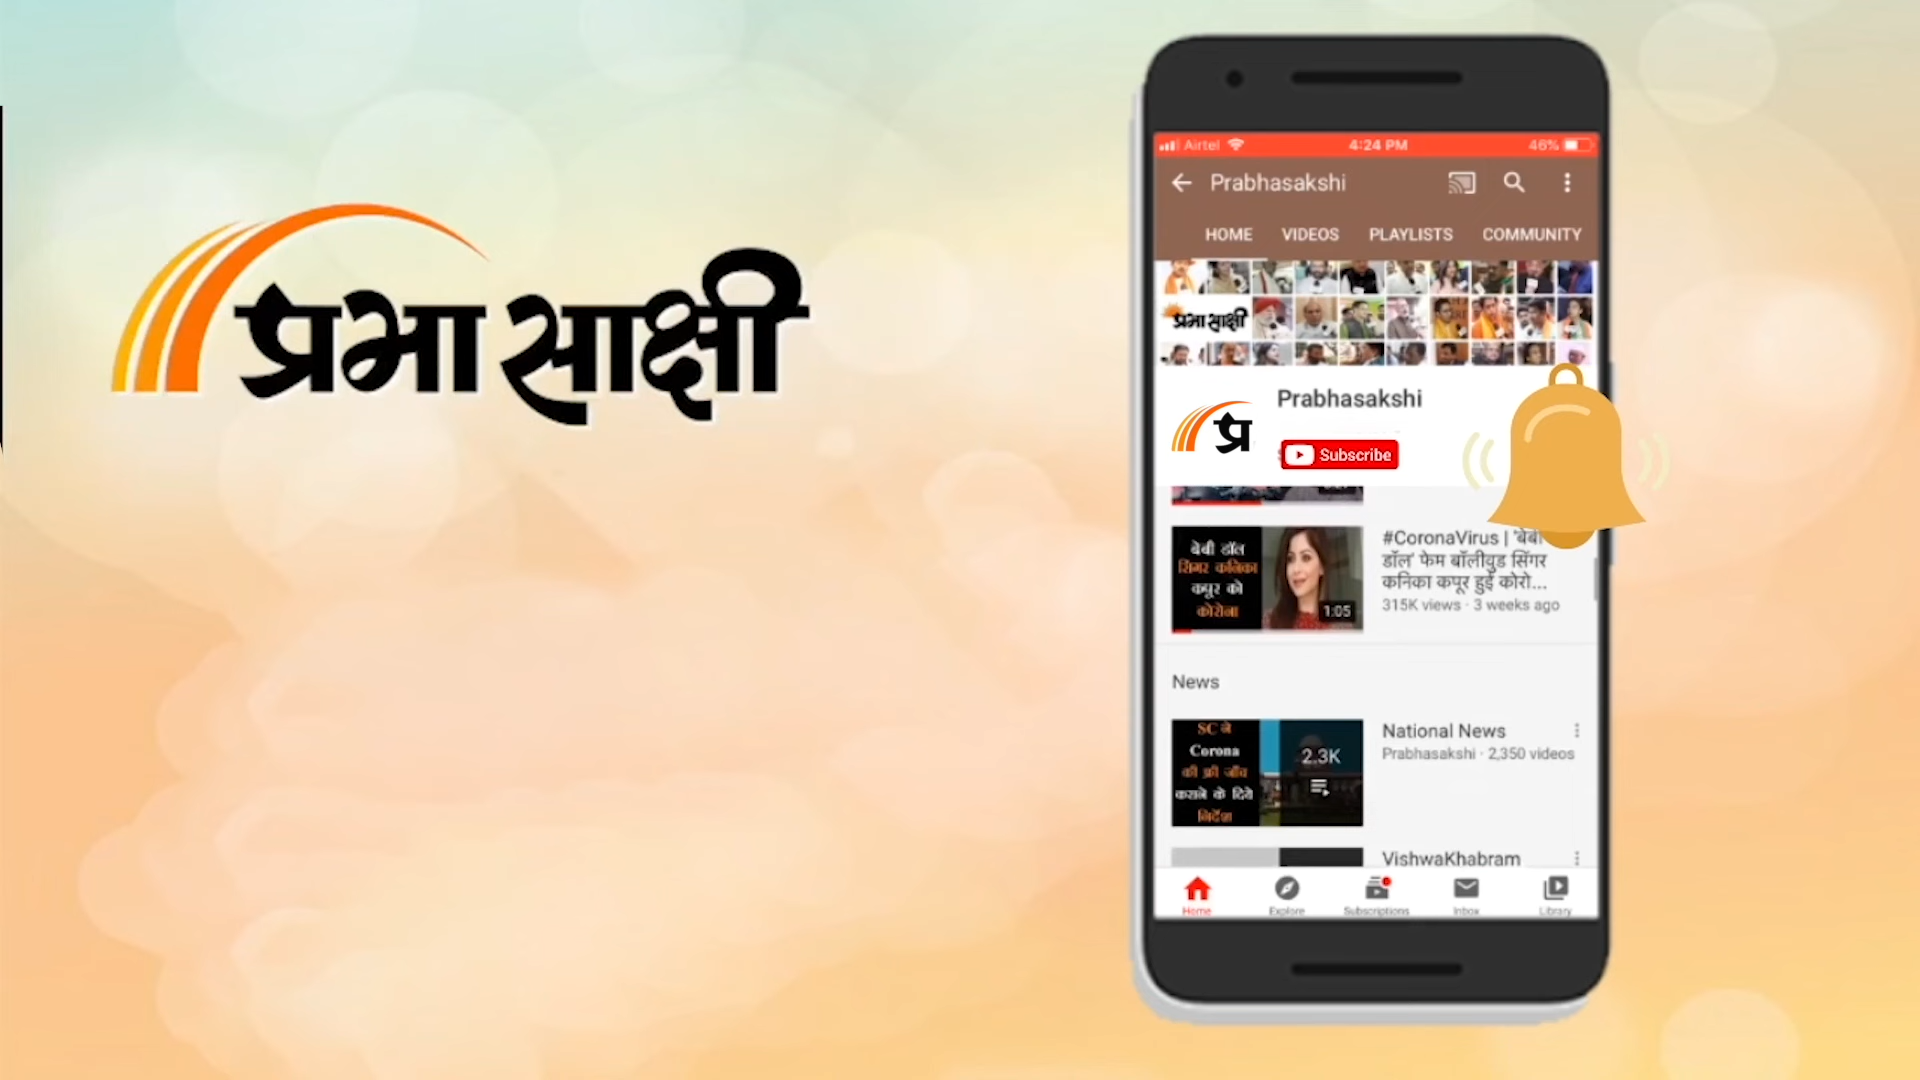 प्रभासाक्षी
Airtel 4:24 PM 46%
Prabhasakshi
HOME VIDEOS PLAYLISTS COMMUNITY
प्रभासाक्षी
Prabhasakshi
प्र
Subscribe
बेबी डॉल
सिंगर कनिका
कपूर को
कोरोना
1:05
#CoronaVirus | 'बेबी
डॉल' फेम बॉलीवुड सिंगर
कनिका कपूर हुईं कोरो...
315K views · 3 weeks ago
News
SC ने
Corona
की फ्री जाँच
कराने के दिये
निर्देश
2.3K
National News
Prabhasakshi · 2,350 videos
VishwaKhabram
Home Explore Subscriptions Inbox Library